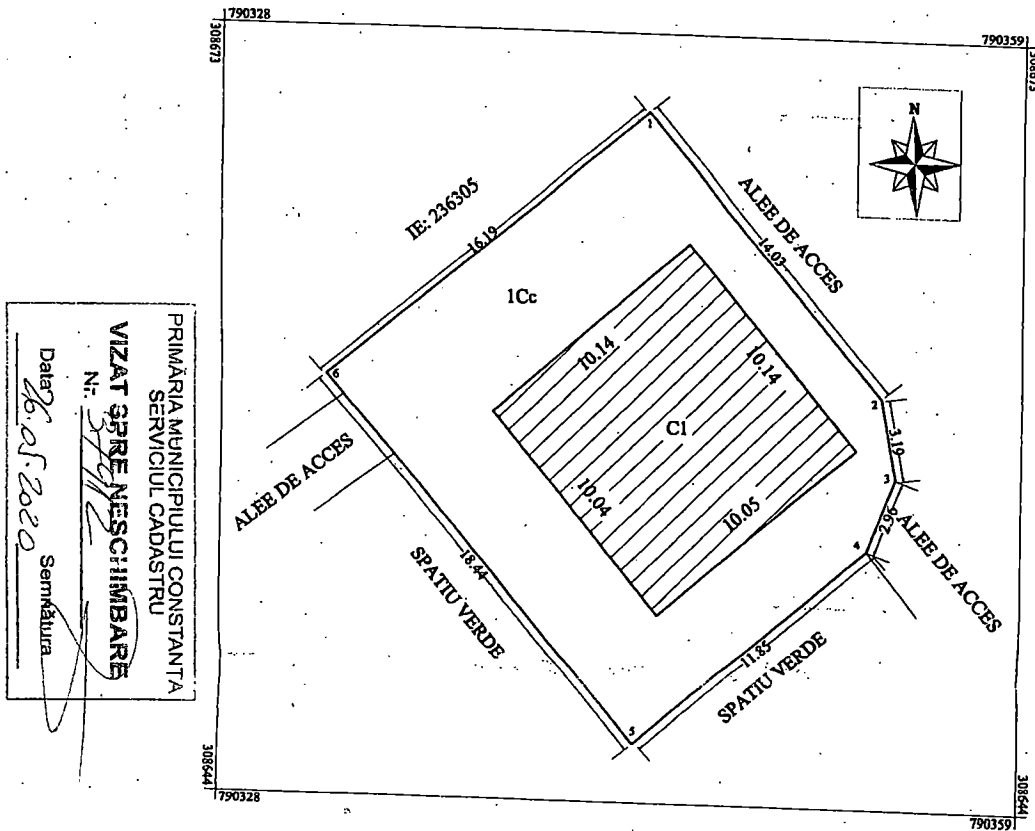 790328
308673
790359
308673
N
1
ALEE DE ACCES
14.03
IE: 236305
16.19
1Cc
10.14
10.14
C1
10.04
10.05
6
2
3.19
3
2.96
4
ALEE DE ACCES
ALEE DE ACCES
18.44
SPATIU VERDE
11.85
SPATIU VERDE
5
308644
790328
308644
790359
PRIMĂRIA MUNICIPIULUI CONSTANTA
SERVICIUL CADASTRU
VIZAT SPRE NESCHIMBARE
Nr.
Data 26.05.2020 Semnătura